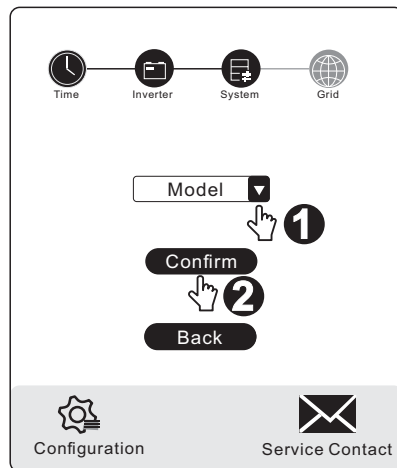 Time Inverter System Grid
Model
1
Confirm
2
Back
Configuration Service Contact